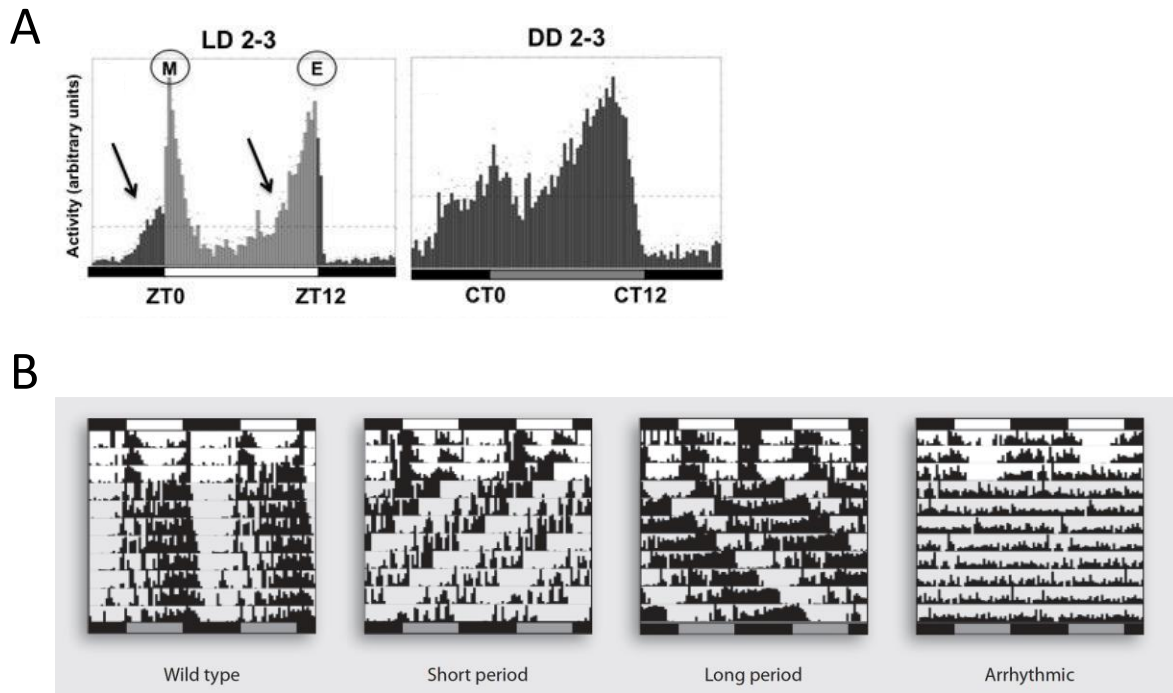 A
LD 2-3
DD 2-3
M
E
Activity (arbitrary units)
ZT0
ZT12
CT0
CT12
B
Wild type
Short period
Long period
Arrhythmic